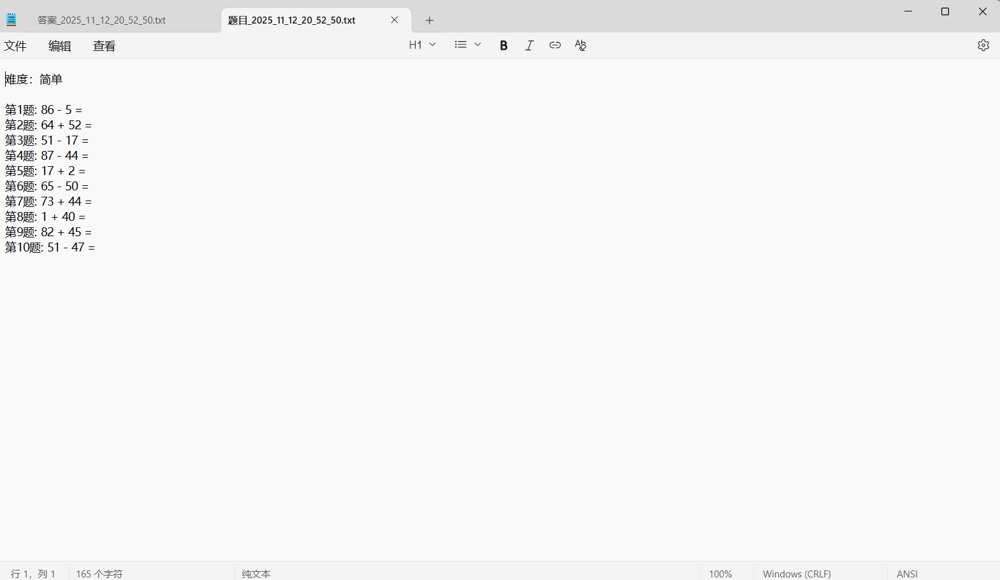 答案_2025_11_12_20_52_50.txt
题目_2025_11_12_20_52_50.txt
文件 编辑 查看 H1 B I
难度：简单
第1题: 86 - 5 =
第2题: 64 + 52 =
第3题: 51 - 17 =
第4题: 87 - 44 =
第5题: 17 + 2 =
第6题: 65 - 50 =
第7题: 73 + 44 =
第8题: 1 + 40 =
第9题: 82 + 45 =
第10题: 51 - 47 =
行 1，列 1 165 个字符 纯文本 100% Windows (CRLF) ANSI